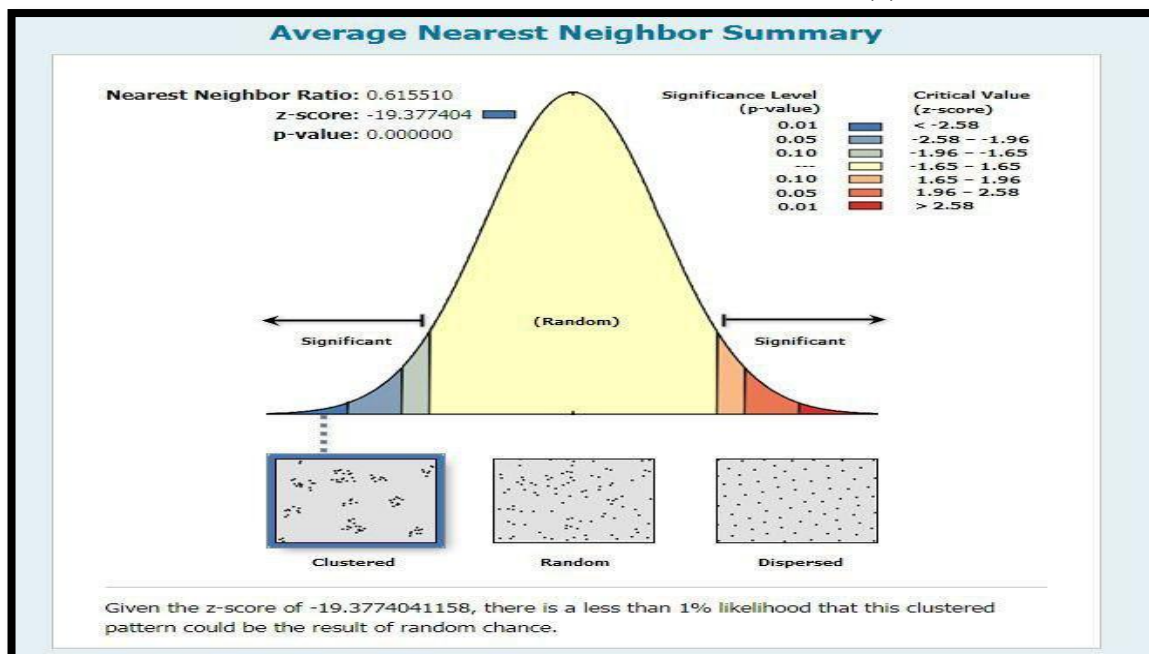 Average Nearest Neighbor Summary
Nearest Neighbor Ratio: 0.615510
z-score: -19.377404
p-value: 0.000000
Significance Level
(p-value)
Critical Value
(z-score)
0.01 < -2.58
0.05 -2.58 – -1.96
0.10 -1.96 – -1.65
--- -1.65 – 1.65
0.10 1.65 – 1.96
0.05 1.96 – 2.58
0.01 > 2.58
(Random)
Significant
Significant
Clustered
Random
Dispersed
Given the z-score of -19.3774041158, there is a less than 1% likelihood that this clustered
pattern could be the result of random chance.